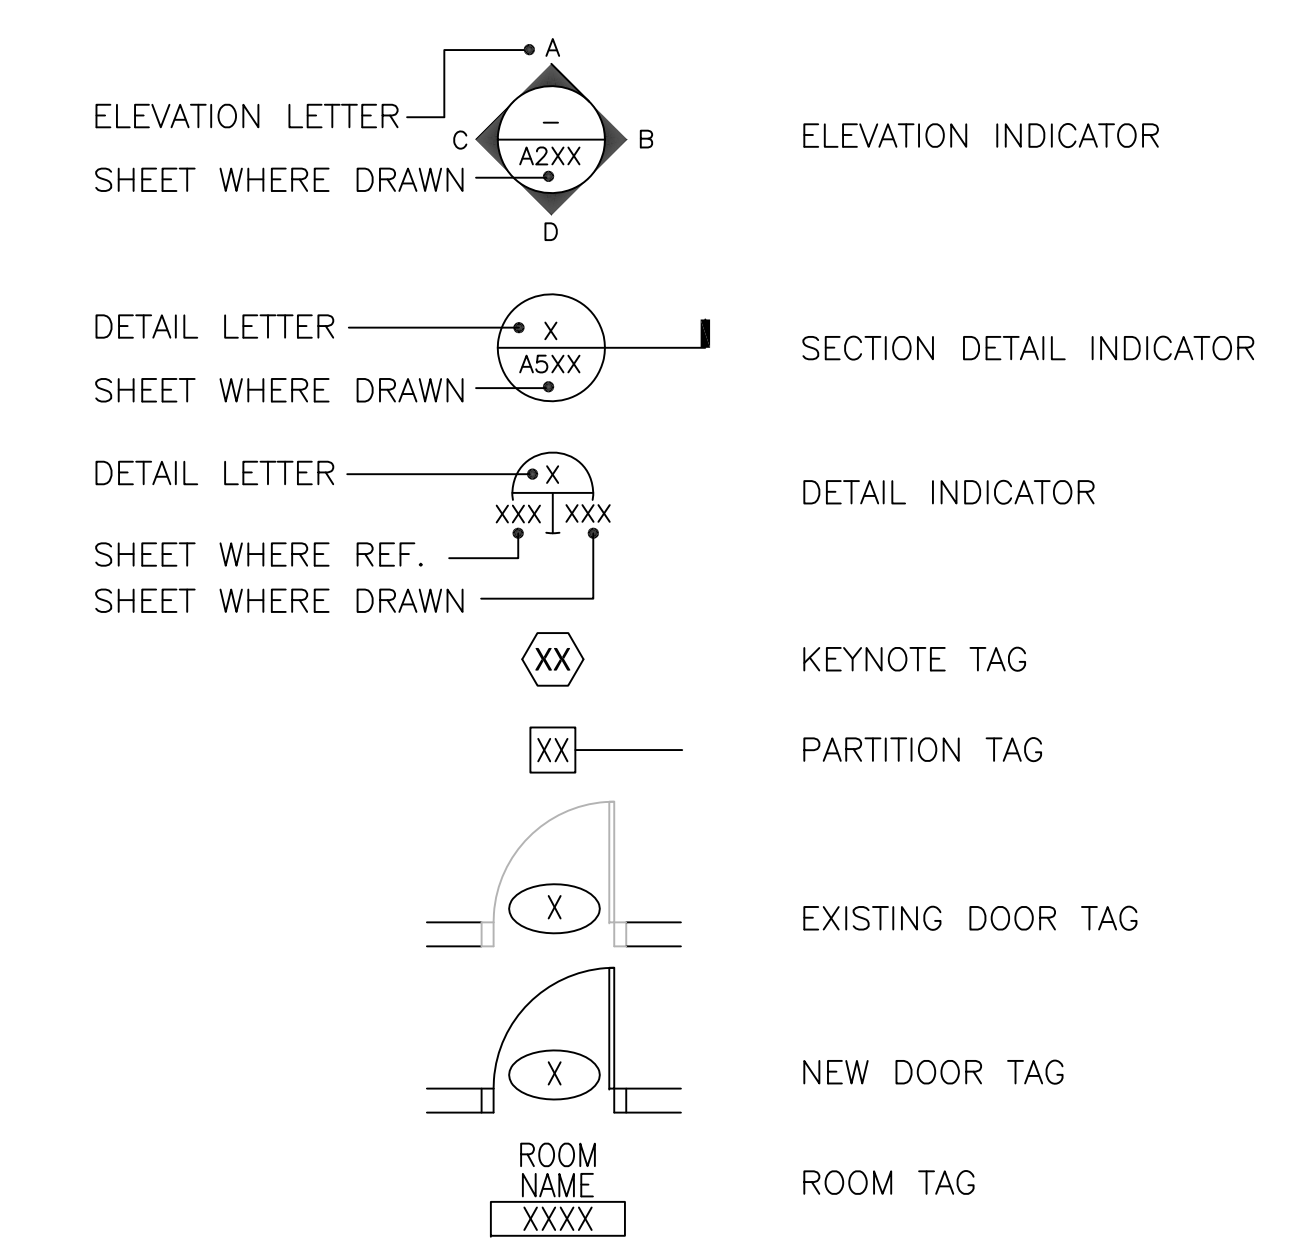 A
ELEVATION LETTER
C
–
B
ELEVATION INDICATOR
A2XX
SHEET WHERE DRAWN
D
DETAIL LETTER
X
SECTION DETAIL INDICATOR
A5XX
SHEET WHERE DRAWN
DETAIL LETTER
X
DETAIL INDICATOR
XXX XXX
SHEET WHERE REF.
SHEET WHERE DRAWN
XX
KEYNOTE TAG
XX
PARTITION TAG
X
EXISTING DOOR TAG
X
NEW DOOR TAG
ROOM
NAME
XXXX
ROOM TAG